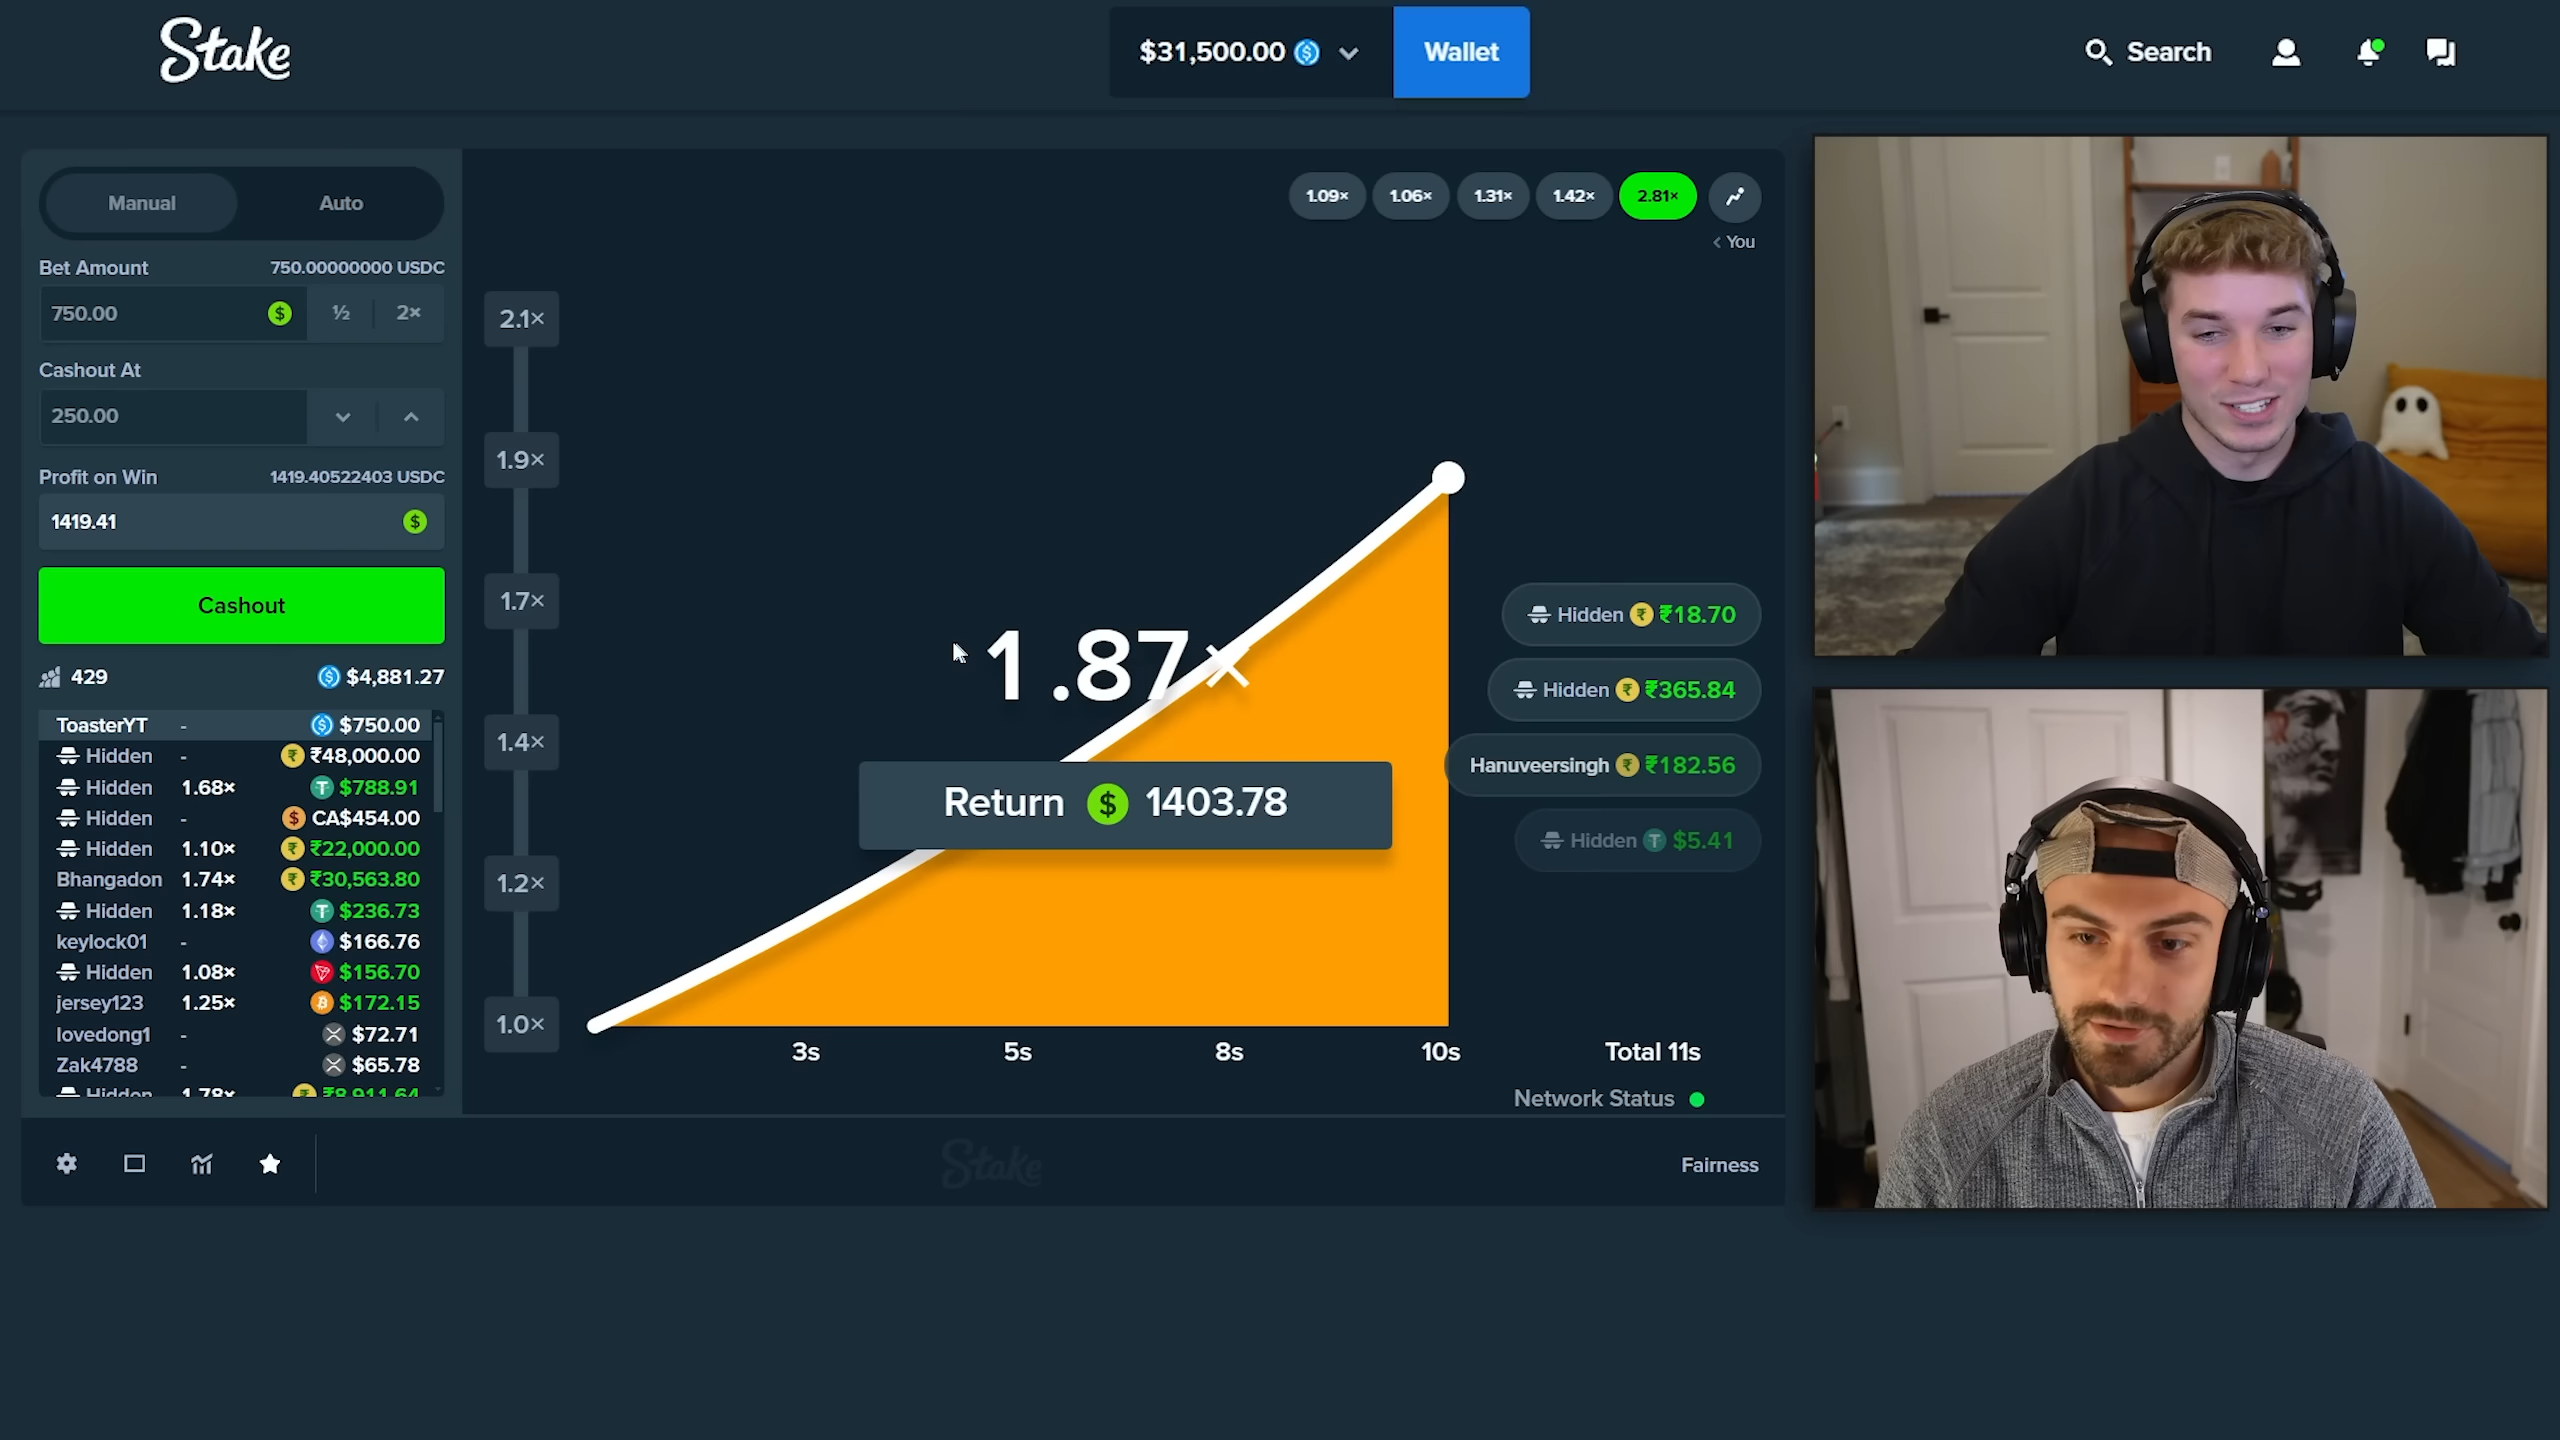 Stake
$31,500.00
Wallet
Search
Manual
Auto
Bet Amount 750.00000000 USDC
750.00 $ ½ 2×
Cashout At
250.00
Profit on Win 1419.40522403 USDC
1419.41 $
Cashout
429 $4,881.27
ToasterYT - $750.00
Hidden - ₹ ₹48,000.00
Hidden 1.68× $788.91
Hidden - $ CA$454.00
Hidden 1.10× ₹ ₹22,000.00
Bhangadon 1.74× ₹ ₹30,563.80
Hidden 1.18× $236.73
keylock01 - $166.76
Hidden 1.08× $156.70
jersey123 1.25× $172.15
lovedong1 - $72.71
Zak4788 - $65.78
Hidden 1.78× ₹ ₹8,911.64
1.09× 1.06× 1.31× 1.42× 2.81×
< You
2.1×
1.9×
1.7×
1.4×
1.2×
1.0×
1.87×
Return $ 1403.78
Hidden ₹ ₹18.70
Hidden ₹ ₹365.84
Hanuveersingh ₹ ₹182.56
Hidden $5.41
3s 5s 8s 10s Total 11s
Network Status
Stake
Fairness